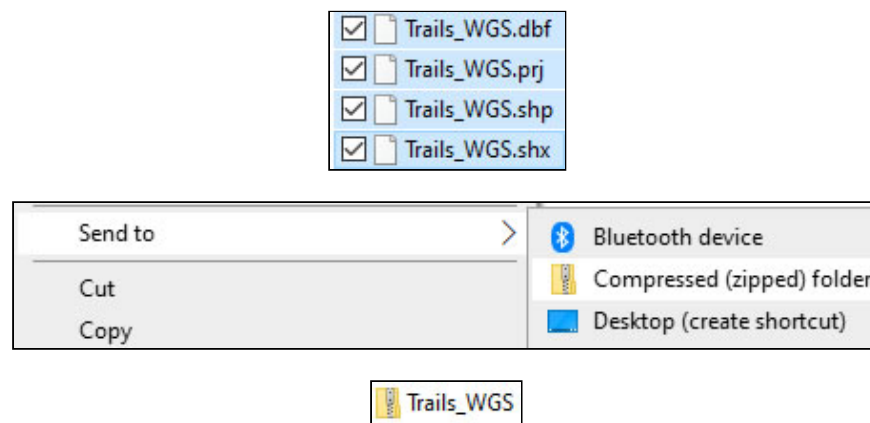 Trails_WGS.dbf
Trails_WGS.prj
Trails_WGS.shp
Trails_WGS.shx
Send to
Bluetooth device
Compressed (zipped) folder
Cut
Copy
Desktop (create shortcut)
Trails_WGS